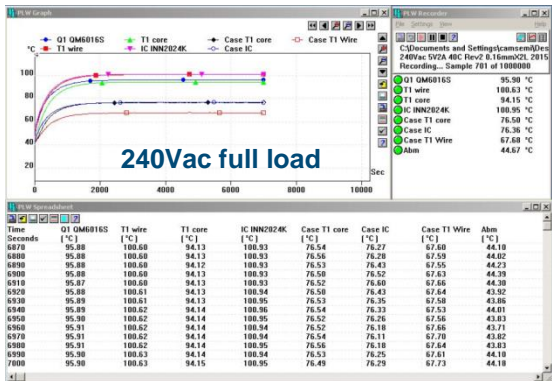 PLW Graph
Q1 QM6016S T1 core Case T1 core Case T1 Wire
°C T1 wire IC INN2024K Case IC
100
80
60
40
20
0 2000 4000 6000 8000 10000
Sec
240Vac full load
PLW Recorder
File Settings View Help
C:\Documents and Settings\camsemi\Des
240Vac 5V2A 40C Rev2 0.16mmX2L 2015
Recording... Sample 701 of 1000000
Q1 QM6016S 95.90 °C
T1 wire 100.63 °C
T1 core 94.15 °C
IC INN2024K 100.95 °C
Case T1 core 76.50 °C
Case IC 76.36 °C
Case T1 Wire 67.68 °C
Abm 44.67 °C
PLW Spreadsheet
Time Q1 QM6016S T1 wire T1 core IC INN2024K Case T1 core Case IC Case T1 Wire Abm
Seconds [°C] [°C] [°C] [°C] [°C] [°C] [°C] [°C]
6870 95.88 100.60 94.13 100.93 76.54 76.27 67.60 44.10
6880 95.88 100.60 94.13 100.93 76.56 76.28 67.59 44.02
6890 95.88 100.60 94.12 100.93 76.53 76.43 67.55 44.23
6900 95.88 100.60 94.13 100.93 76.50 76.52 67.63 44.39
6910 95.87 100.60 94.13 100.93 76.52 76.60 67.66 44.30
6920 95.88 100.61 94.13 100.94 76.50 76.43 67.64 43.92
6930 95.89 100.61 94.13 100.95 76.53 76.35 67.58 43.86
6940 95.89 100.62 94.14 100.96 76.54 76.33 67.53 44.01
6950 95.90 100.62 94.14 100.95 76.52 76.26 67.56 43.83
6960 95.91 100.62 94.14 100.95 76.52 76.18 67.66 43.71
6970 95.91 100.62 94.14 100.94 76.54 76.11 67.70 43.82
6980 95.91 100.62 94.14 100.95 76.56 76.18 67.64 43.83
6990 95.90 100.63 94.14 100.94 76.53 76.25 67.61 44.10
7000 95.90 100.63 94.15 100.95 76.49 76.29 67.73 44.18